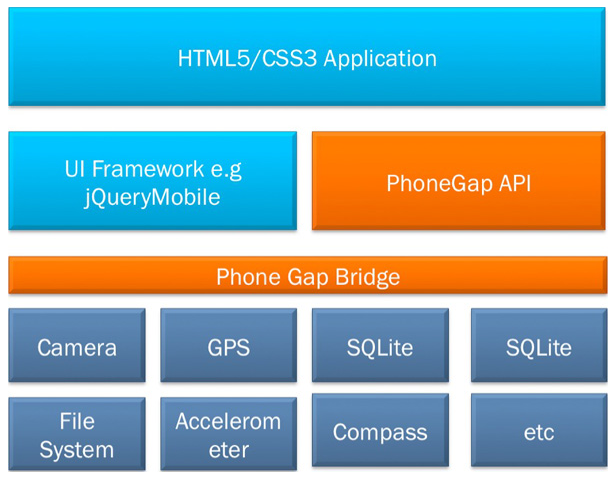 HTML5/CSS3 Application
UI Framework e.g
jQueryMobile
PhoneGap API
Phone Gap Bridge
Camera
GPS
SQLite
SQLite
File
System
Accelerom
eter
Compass
etc